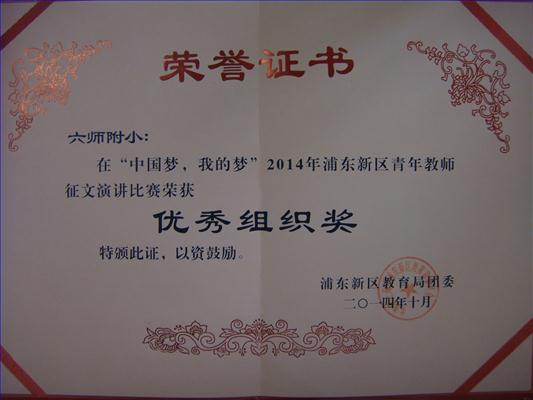 荣誉证书
六师附小：
在“中国梦，我的梦”2014年浦东新区青年教师
征文演讲比赛荣获
优秀组织奖
特颁此证，以资鼓励。
浦东新区教育局团委
二〇一四年十月